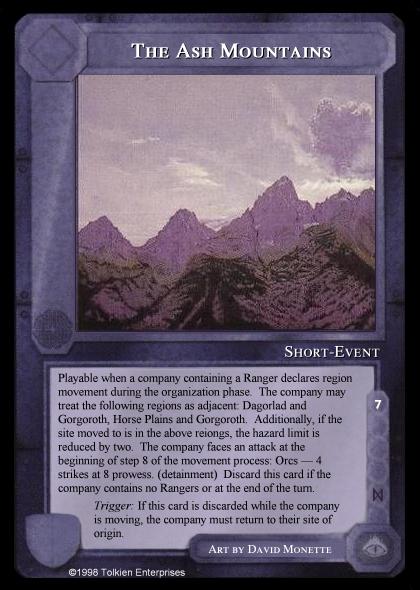 THE ASH MOUNTAINS
SHORT-EVENT
Playable when a company containing a Ranger declares region
movement during the organization phase. The company may
treat the following regions as adjacent: Dagorlad and
Gorgoroth, Horse Plains and Gorgoroth. Additionally, if the
site moved to is in the above reiongs, the hazard limit is
reduced by two. The company faces an attack at the
beginning of step 8 of the movement process: Orcs — 4
strikes at 8 prowess. (detainment) Discard this card if the
company contains no Rangers or at the end of the turn.
Trigger: If this card is discarded while the company
is moving, the company must return to their site of
origin.
7
ART BY DAVID MONETTE
©1998 Tolkien Enterprises